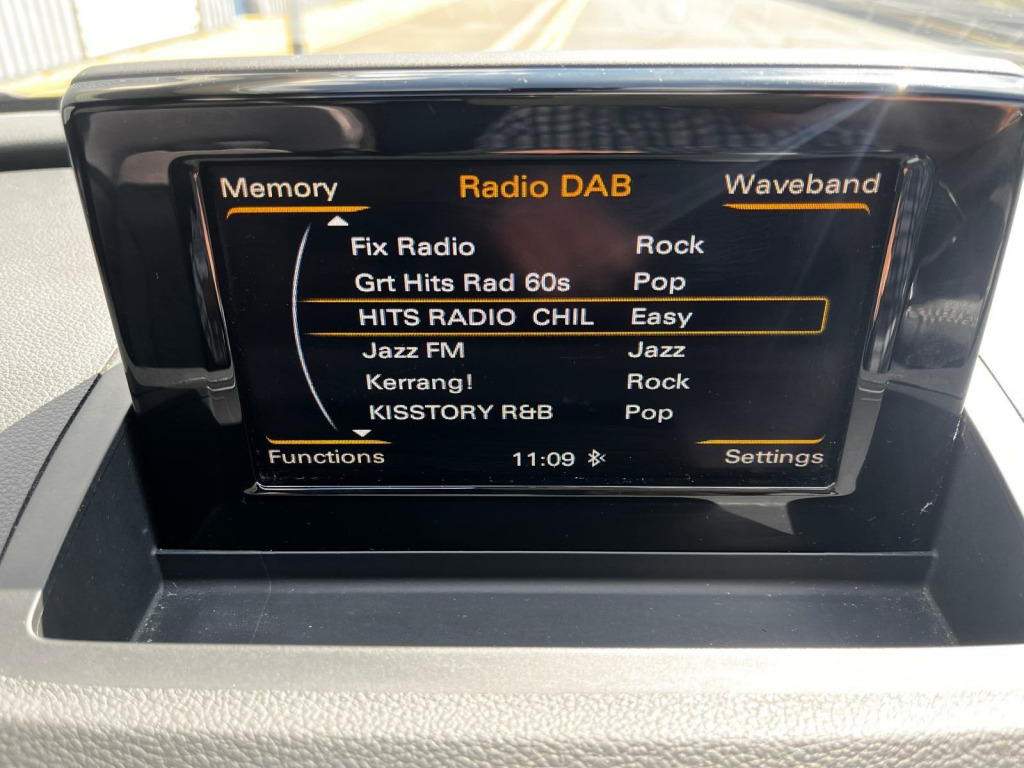 Memory Radio DAB Waveband
Fix Radio Rock
Grt Hits Rad 60s Pop
HITS RADIO CHIL Easy
Jazz FM Jazz
Kerrang! Rock
KISSTORY R&B Pop
Functions 11:09 Settings